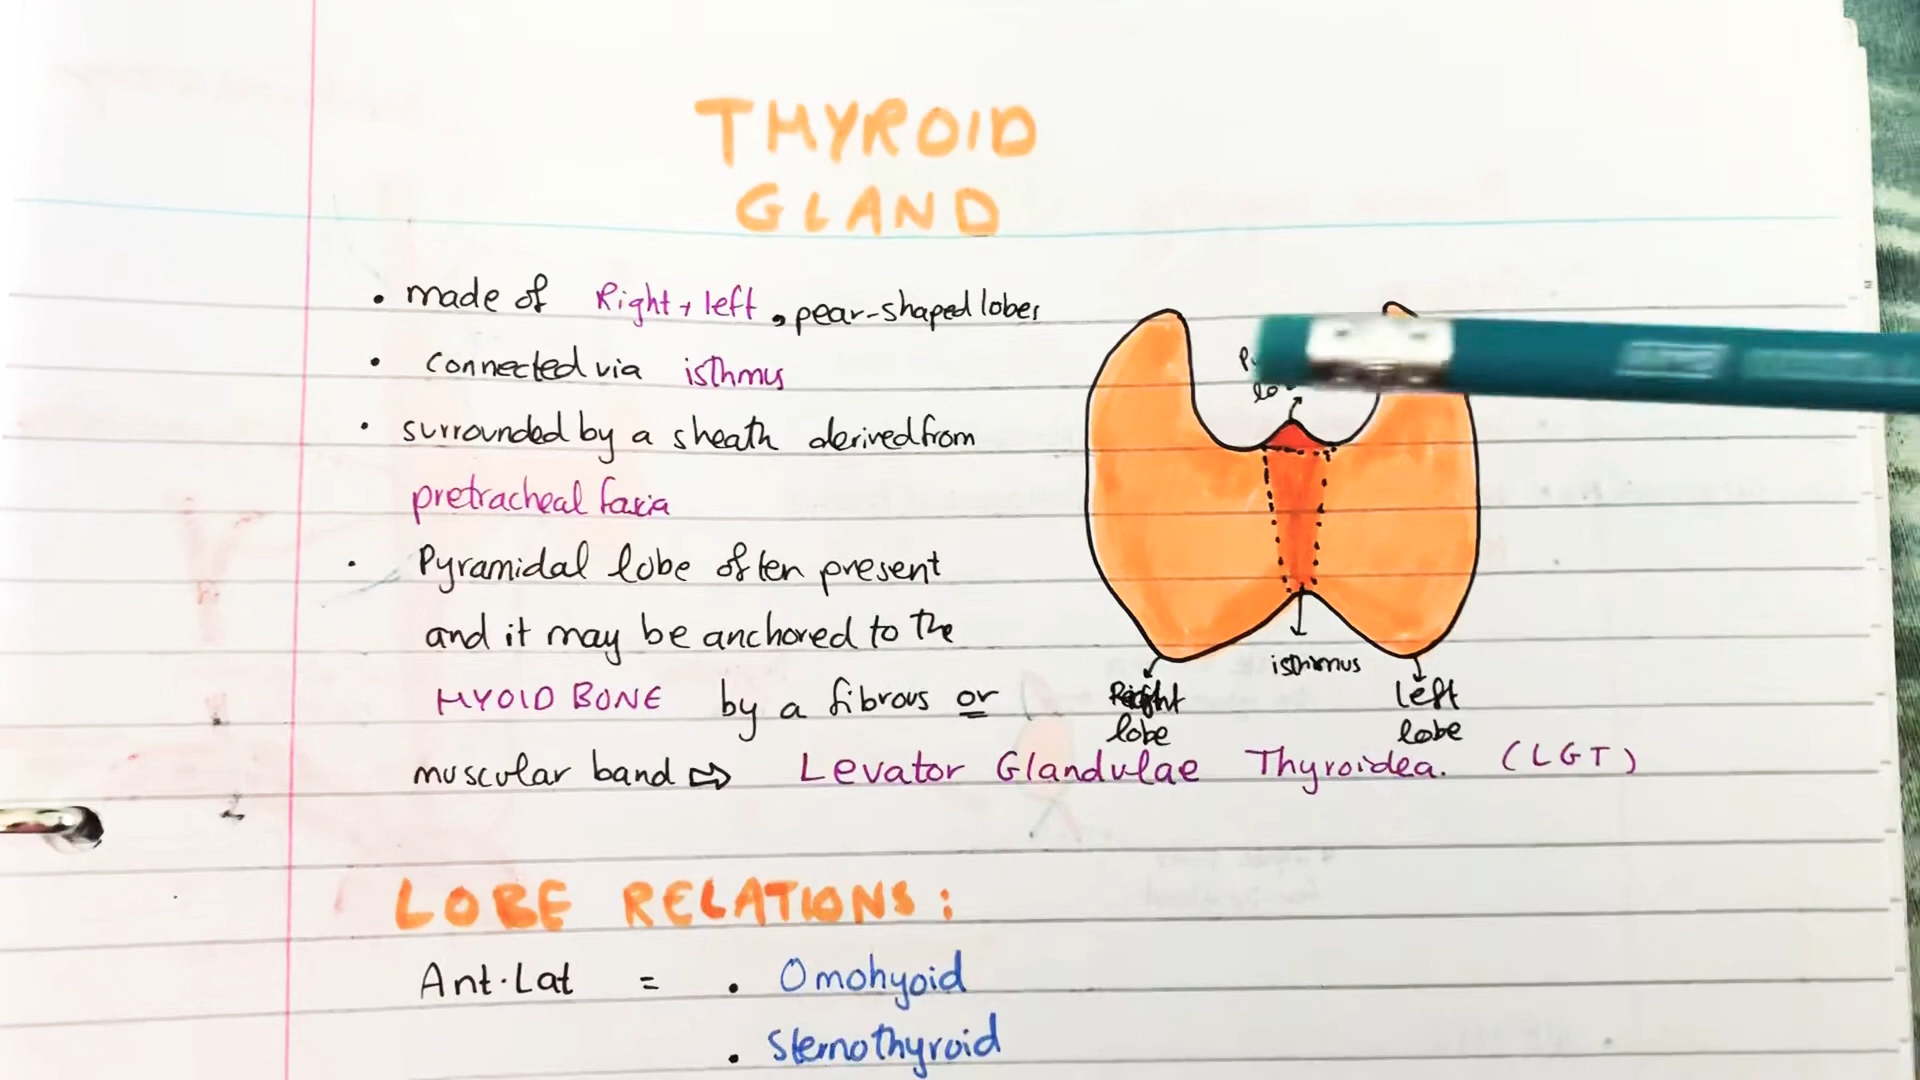 THYROID
GLAND
• made of Right + left, pear-shaped lobes
• connected via isthmus
• surrounded by a sheath derived from
pretracheal fascia
• Pyramidal lobe often present
and it may be anchored to the
HYOID BONE by a fibrous or
muscular band ⇨ Levator Glandulae Thyroidea. (LGT)
isthmus
Right
lobe
left
lobe
LOBE RELATIONS:
Ant.Lat = • Omohyoid
• Sternothyroid